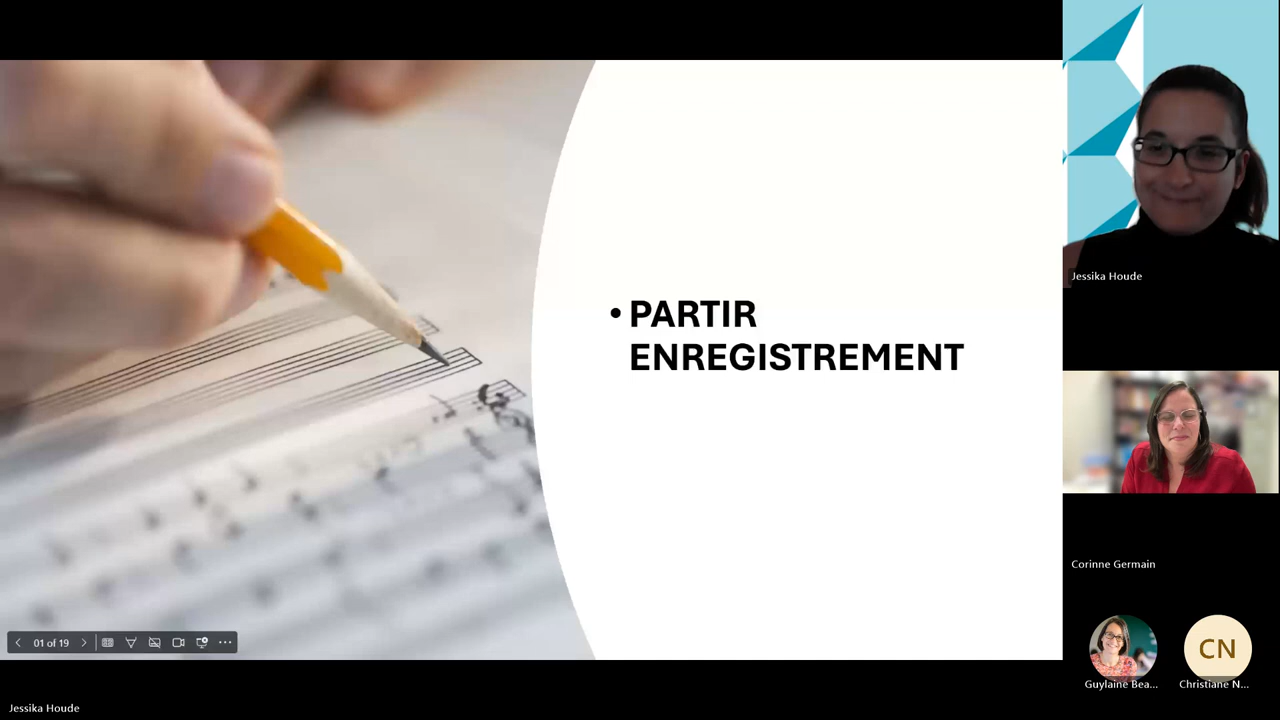 • PARTIR
ENREGISTREMENT
01 of 19
Jessika Houde
Jessika Houde
Corinne Germain
CN
Guylaine Bea...
Christiane N...